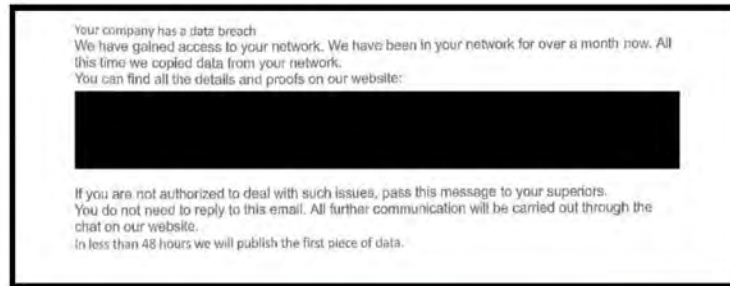 Your company has a data breach
We have gained access to your network. We have been in your network for over a month now. All
this time we copied data from your network.
You can find all the details and proofs on our website:
If you are not authorized to deal with such issues, pass this message to your superiors.
You do not need to reply to this email. All further communication will be carried out through the
chat on our website.
In less than 48 hours we will publish the first piece of data.